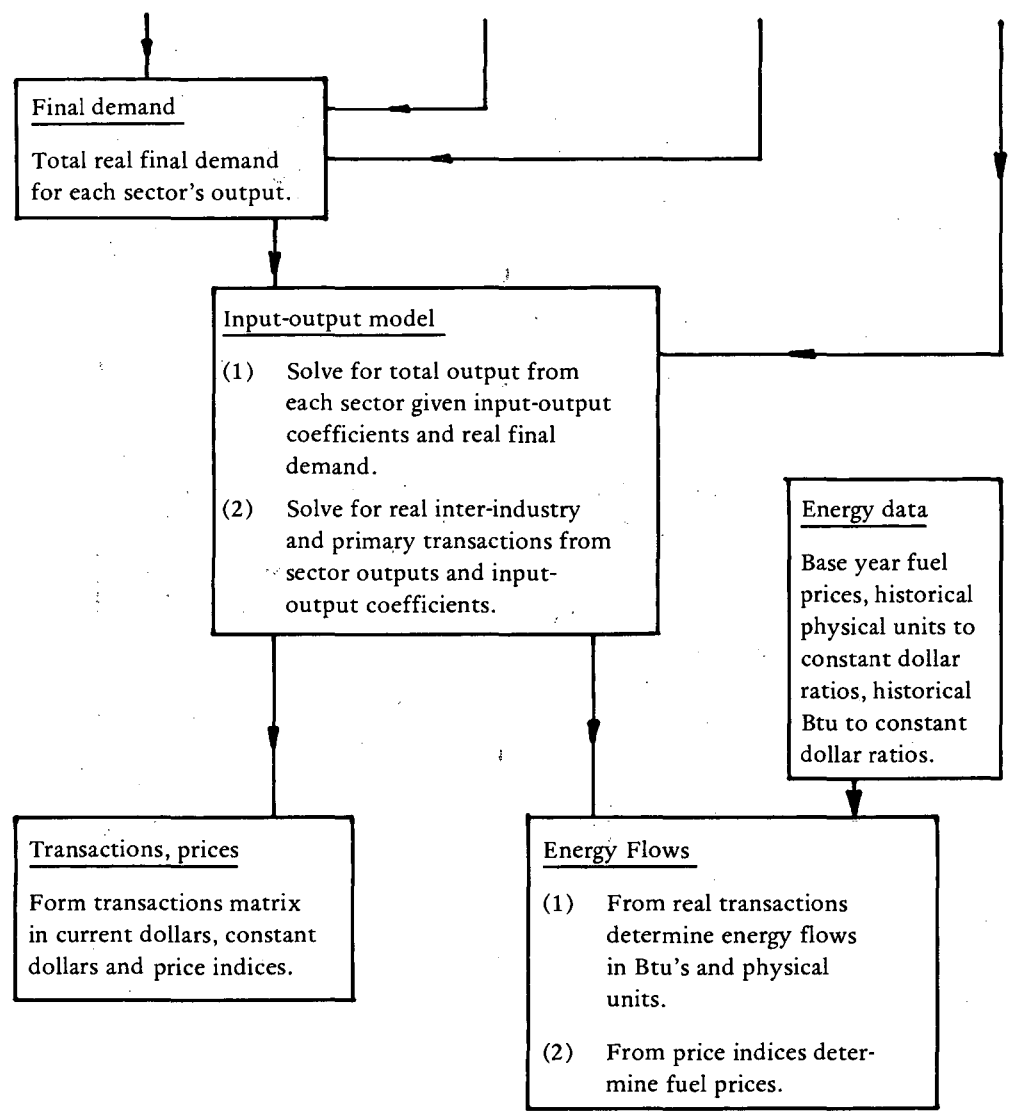 Final demand
Total real final demand
for each sector's output.
Input-output model
(1) Solve for total output from
each sector given input-output
coefficients and real final
demand.
(2) Solve for real inter-industry
and primary transactions from
sector outputs and input-
output coefficients.
Energy data
Base year fuel
prices, historical
physical units to
constant dollar
ratios, historical
Btu to constant
dollar ratios.
Transactions, prices
Form transactions matrix
in current dollars, constant
dollars and price indices.
Energy Flows
(1) From real transactions
determine energy flows
in Btu's and physical
units.
(2) From price indices deter-
mine fuel prices.